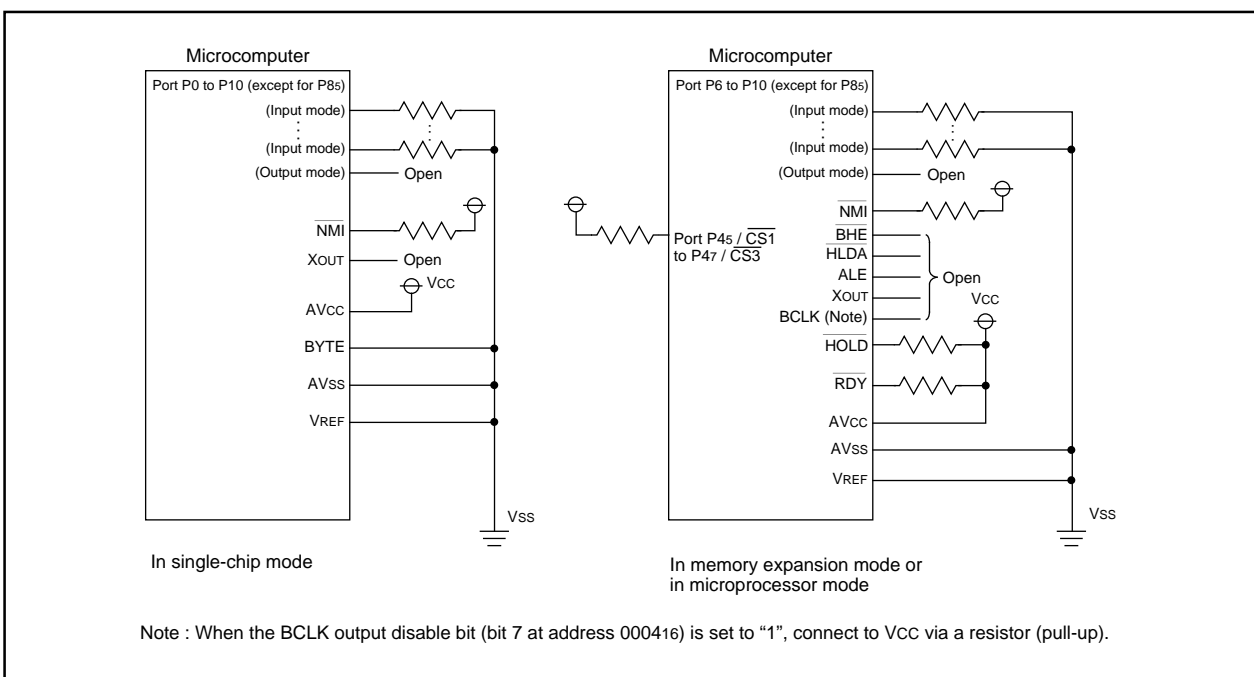 Microcomputer
Port P0 to P10 (except for P85)
(Input mode)
(Input mode)
(Output mode)
Open
NMI
XOUT
Open
VCC
AVCC
BYTE
AVSS
VREF
VSS
In single-chip mode
Microcomputer
Port P6 to P10 (except for P85)
(Input mode)
(Input mode)
(Output mode)
Open
NMI
Port P45 / CS1
to P47 / CS3
BHE
HLDA
ALE
Open
XOUT
VCC
BCLK (Note)
HOLD
RDY
AVCC
AVSS
VREF
VSS
In memory expansion mode or
in microprocessor mode
Note : When the BCLK output disable bit (bit 7 at address 000416) is set to “1”, connect to VCC via a resistor (pull-up).